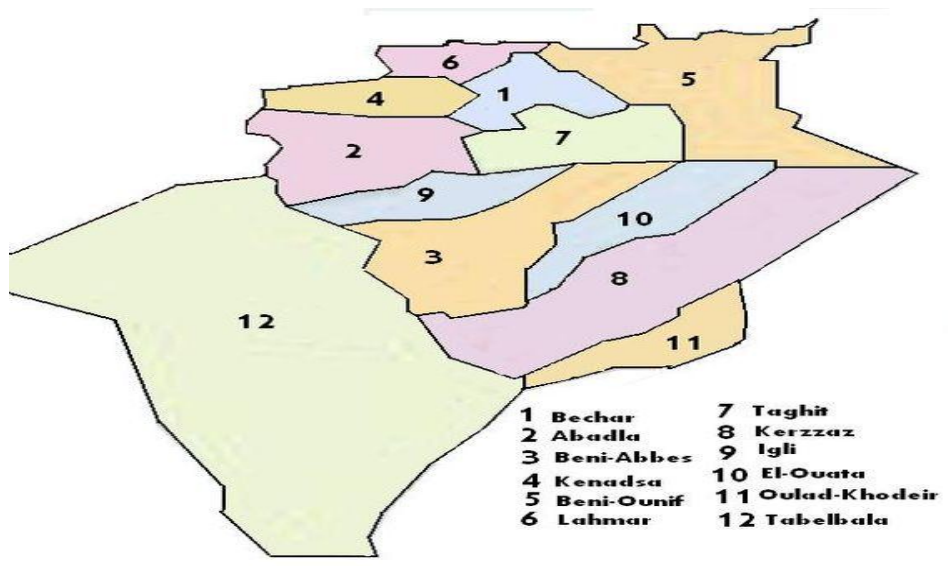 6
5
4
1
7
2
9
10
3
8
12
11
1 Bechar
2 Abadla
3 Beni-Abbes
4 Kenadsa
5 Beni-Ounif
6 Lahmar
7 Taghit
8 Kerzzaz
9 Igli
10 El-Ouata
11 Oulad-Khodeir
12 Tabelbala